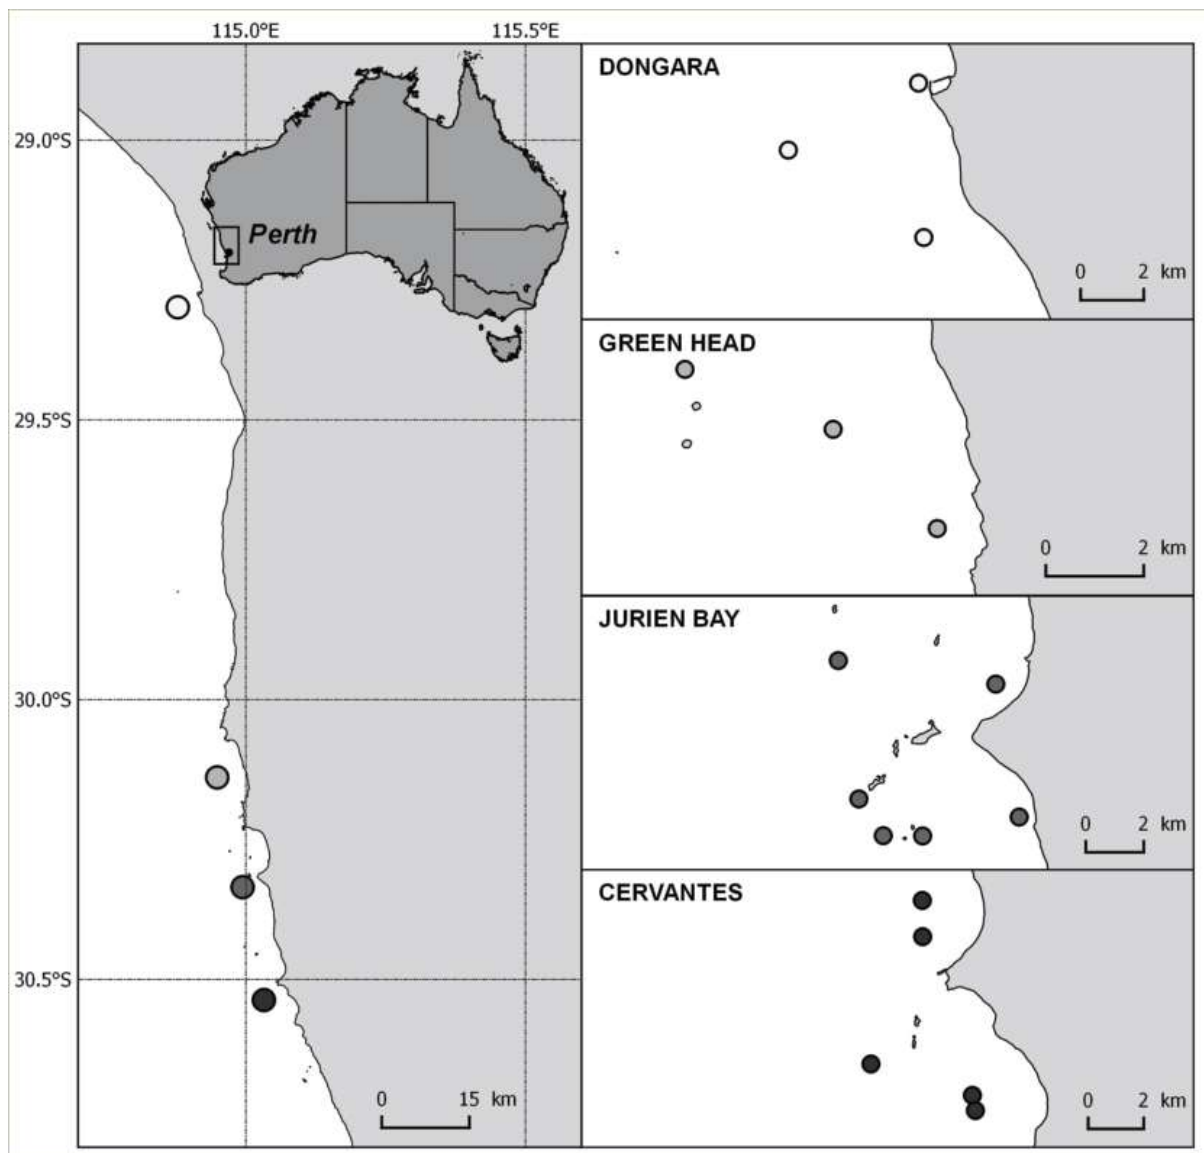 115.0°E 115.5°E
29.0°S
29.5°S
30.0°S
30.5°S
Perth
0 15 km
DONGARA
0 2 km
GREEN HEAD
0 2 km
JURIEN BAY
0 2 km
CERVANTES
0 2 km